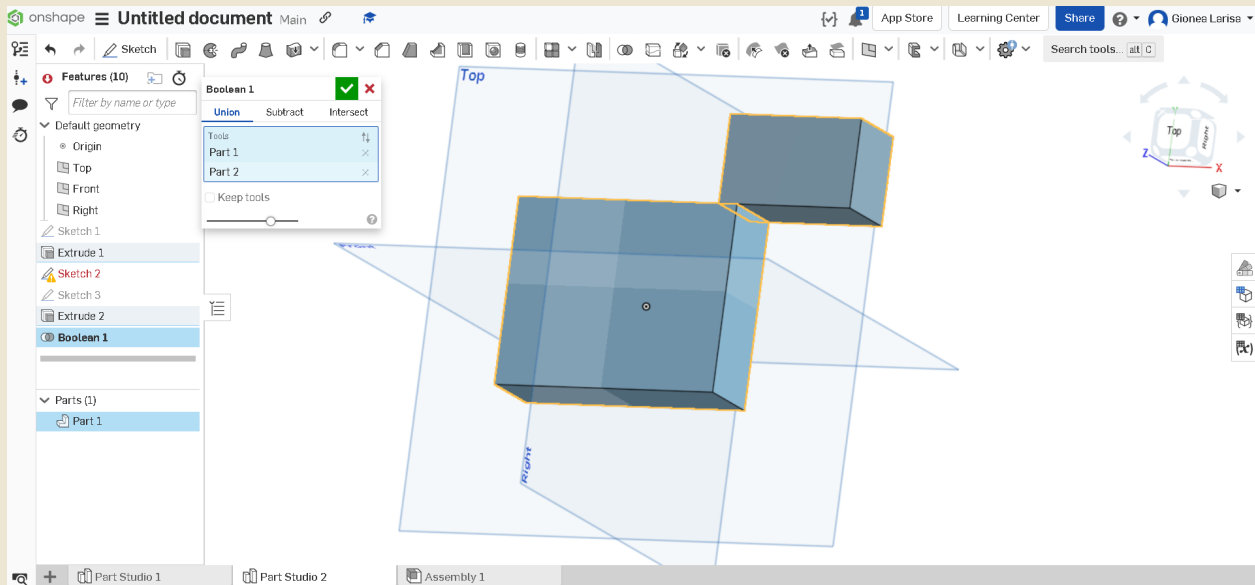 onshape Untitled document Main 1 App Store Learning Center Share Gionea Larisa
Sketch Search tools... alt C
Features (10)
Filter by name or type
Default geometry
Origin
Top
Front
Right
Sketch 1
Extrude 1
Sketch 2
Sketch 3
Extrude 2
Boolean 1
Parts (1)
Part 1
Boolean 1
Union Subtract Intersect
Tools
Part 1
Part 2
Keep tools
Top
Right
Top Right
Y
Z
X
Part Studio 1 Part Studio 2 Assembly 1